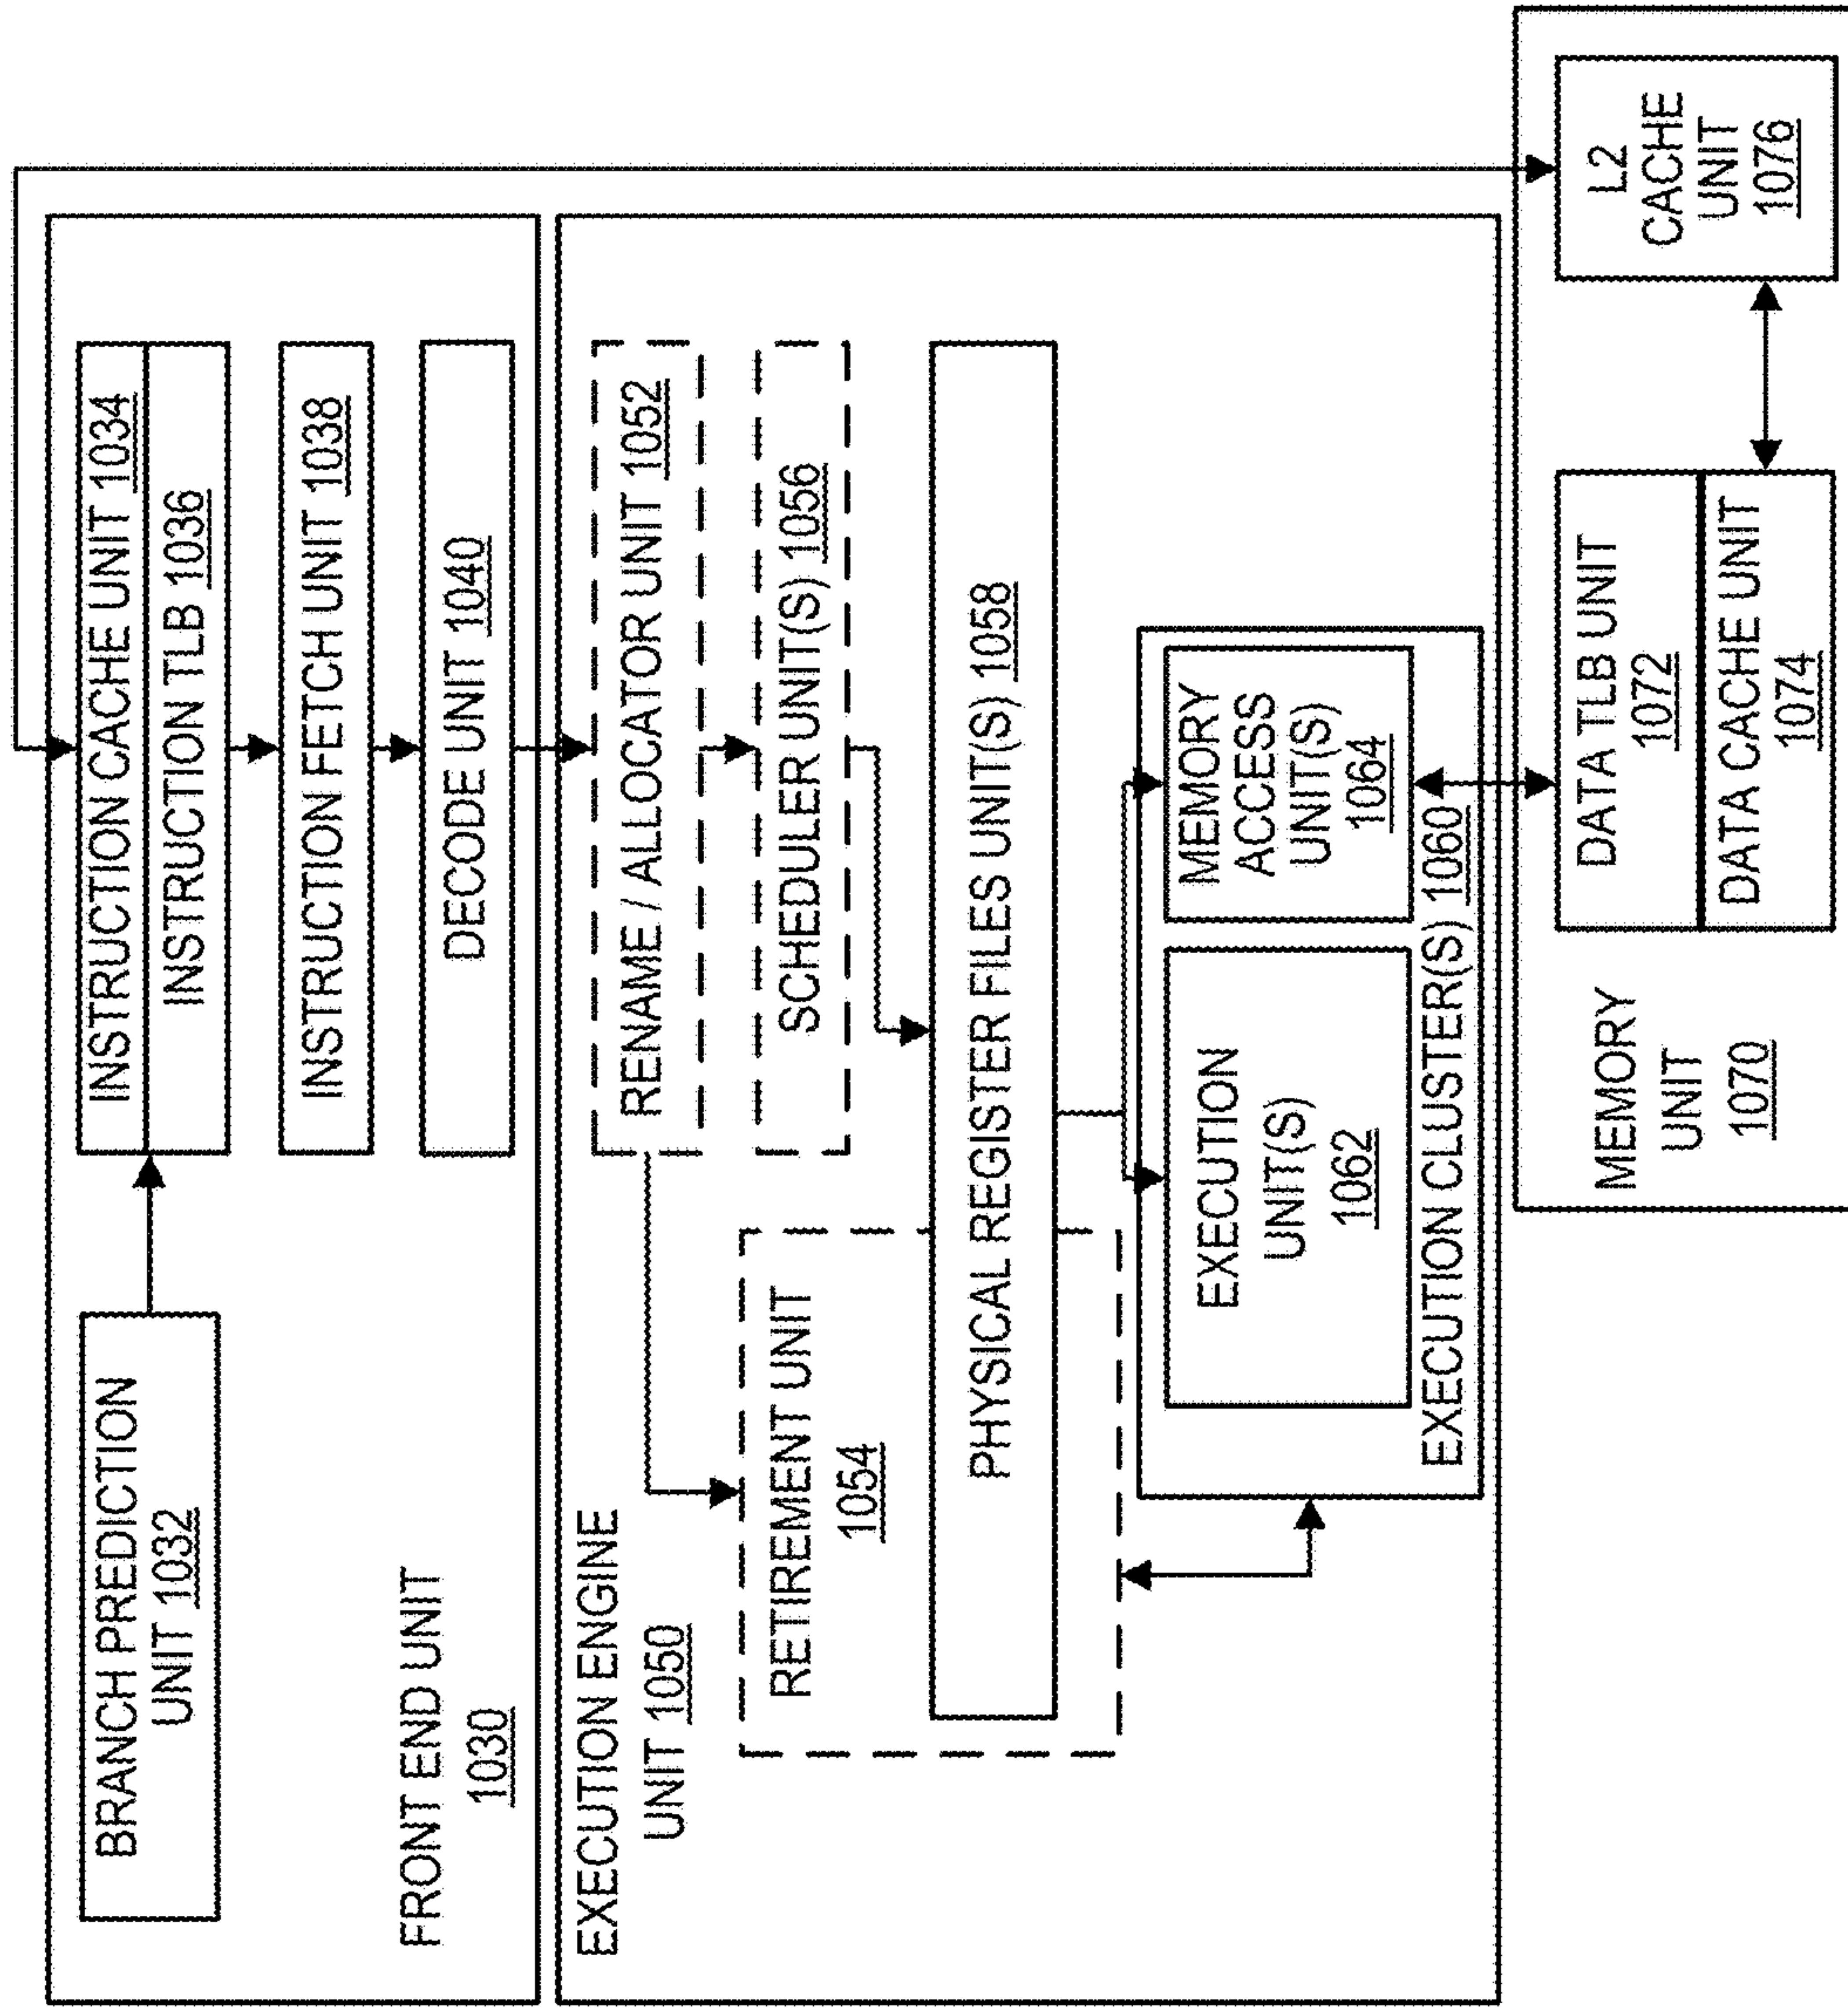 BRANCH PREDICTION
UNIT 1032
INSTRUCTION CACHE UNIT 1034
INSTRUCTION TLB 1036
INSTRUCTION FETCH UNIT 1038
DECODE UNIT 1040
FRONT END UNIT
1030
EXECUTION ENGINE
UNIT 1050
RENAME / ALLOCATOR UNIT 1052
SCHEDULER UNIT(S) 1056
RETIREMENT UNIT
1054
PHYSICAL REGISTER FILES UNIT(S) 1058
EXECUTION
UNIT(S)
1062
MEMORY
ACCESS
UNIT(S)
1064
EXECUTION CLUSTER(S) 1060
MEMORY
UNIT
1070
DATA TLB UNIT
1072
DATA CACHE UNIT
1074
L2
CACHE
UNIT
1076